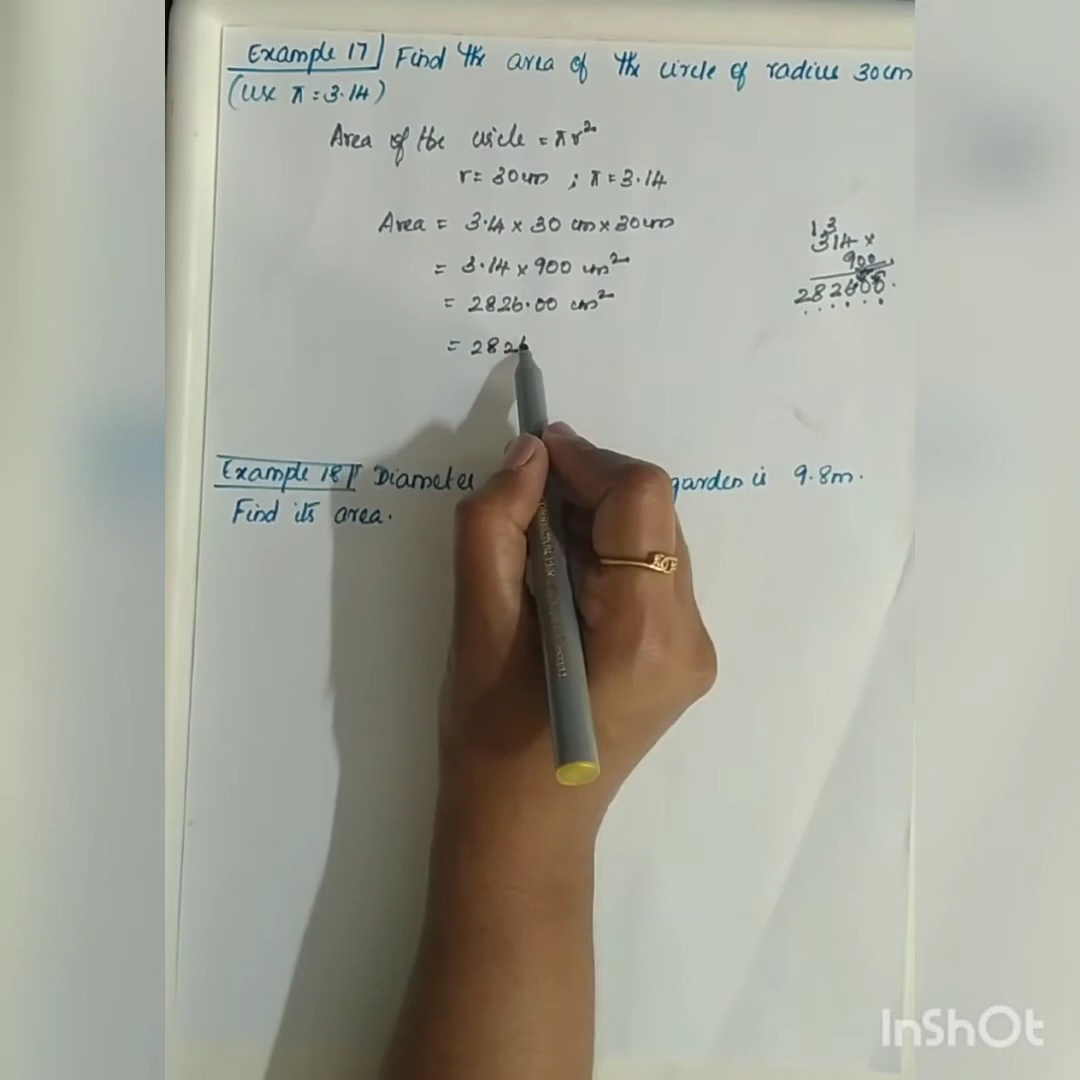 Example 17 Find the area of the circle of radius 30cm
(use π = 3.14)
Area of the circle = πr²
r = 30cm ; π = 3.14
Area = 3.14 × 30 cm × 30cm
= 3.14 × 900 cm²
= 2826.00 cm²
= 2826
1 3
314 ×
900
282600
Example 18 Diameter garden is 9.8m.
Find its area.
InShOt